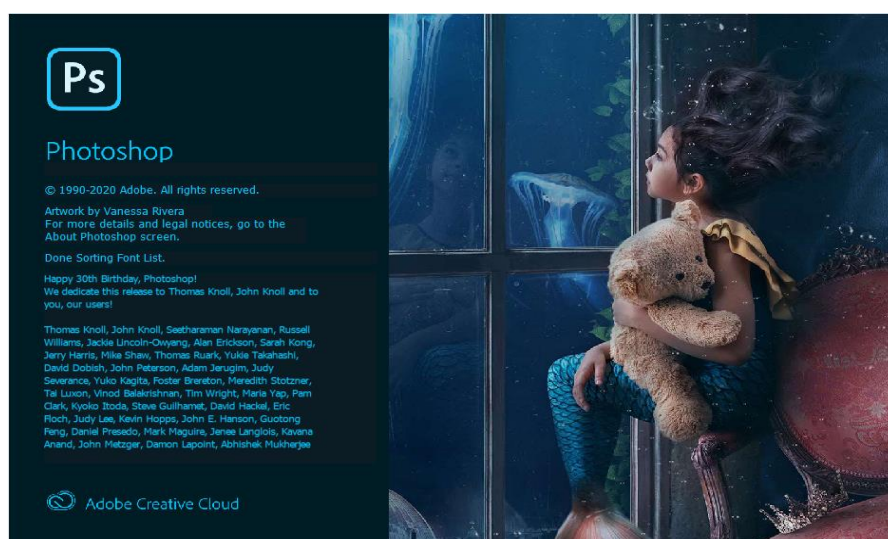 Ps
Photoshop
© 1990-2020 Adobe. All rights reserved.
Artwork by Vanessa Rivera
For more details and legal notices, go to the
About Photoshop screen.
Done Sorting Font List.
Happy 30th Birthday, Photoshop!
We dedicate this release to Thomas Knoll, John Knoll and to
you, our users!
Thomas Knoll, John Knoll, Seetharaman Narayanan, Russell
Williams, Jackie Lincoln-Owyang, Alan Erickson, Sarah Kong,
Jerry Harris, Mike Shaw, Thomas Ruark, Yukie Takahashi,
David Dobish, John Peterson, Adam Jerugim, Judy
Severance, Yuko Kagita, Foster Brereton, Meredith Stotzner,
Tai Luxon, Vinod Balakrishnan, Tim Wright, Maria Yap, Pam
Clark, Kyoko Itoda, Steve Guilhamet, David Hackel, Eric
Floch, Judy Lee, Kevin Hopps, John E. Hanson, Guotong
Feng, Daniel Presedo, Mark Maguire, Jenee Langlois, Kavana
Anand, John Metzger, Damon Lapoint, Abhishek Mukherjee
Adobe Creative Cloud